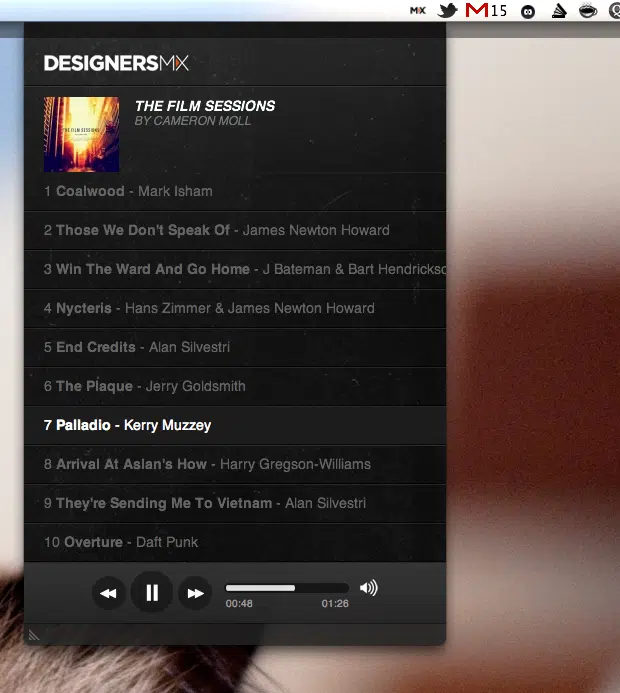 MX 15
DESIGNERSMX
THE FILM SESSIONS
THE FILM SESSIONS
BY CAMERON MOLL
1 Coalwood - Mark Isham
2 Those We Don't Speak Of - James Newton Howard
3 Win The Ward And Go Home - J Bateman & Bart Hendrickso
4 Nycteris - Hans Zimmer & James Newton Howard
5 End Credits - Alan Silvestri
6 The Plaque - Jerry Goldsmith
7 Palladio - Kerry Muzzey
8 Arrival At Aslan's How - Harry Gregson-Williams
9 They're Sending Me To Vietnam - Alan Silvestri
10 Overture - Daft Punk
00:48 01:26